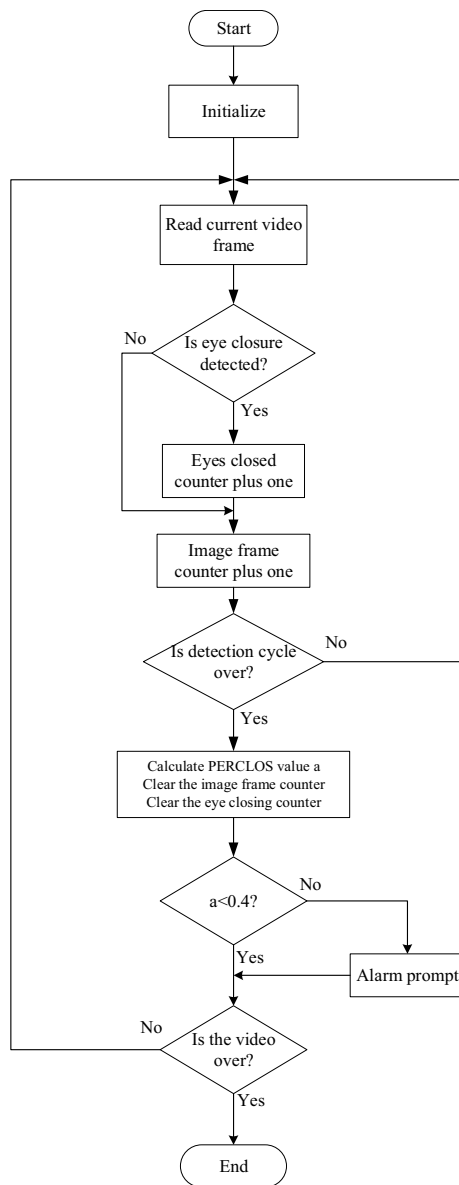 Start
Initialize
Read current video
frame
No
Is eye closure
detected?
Yes
Eyes closed
counter plus one
Image frame
counter plus one
Is detection cycle
over?
No
Yes
Calculate PERCLOS value a
Clear the image frame counter
Clear the eye closing counter
a<0.4?
No
Yes
Alarm prompt
No
Is the video
over?
Yes
End